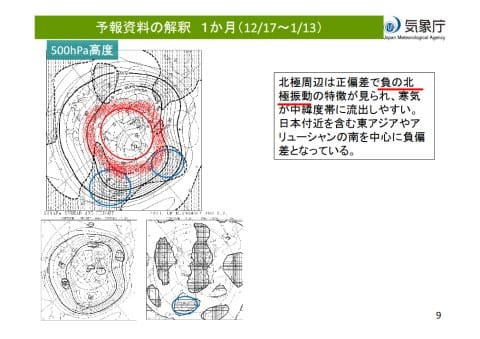 予報資料の解釈 １か月（12/17～1/13）
気象庁
Japan Meteorological Agency
500hPa高度
北極周辺は正偏差で負の北
極振動の特徴が見られ、寒気
が中緯度帯に流出しやすい。
日本付近を含む東アジアやア
リューシャンの南を中心に負偏
差となっている。
9